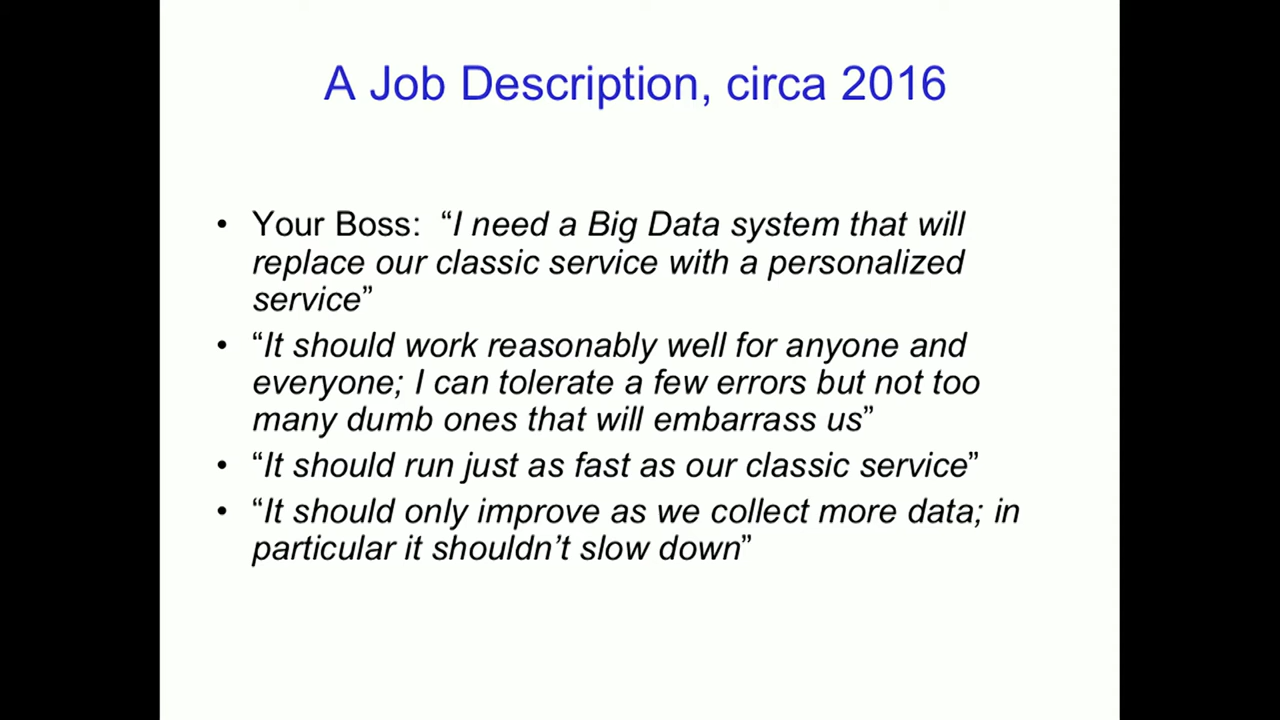 A Job Description, circa 2016
• Your Boss:  “I need a Big Data system that will
replace our classic service with a personalized
service”
• “It should work reasonably well for anyone and
everyone; I can tolerate a few errors but not too
many dumb ones that will embarrass us”
• “It should run just as fast as our classic service”
• “It should only improve as we collect more data; in
particular it shouldn’t slow down”